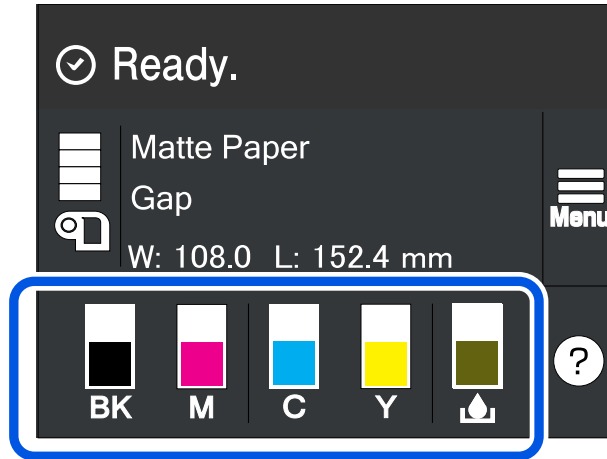 Ready.
Matte Paper
Gap
W: 108.0 L: 152.4 mm
Menu
BK M C Y
?